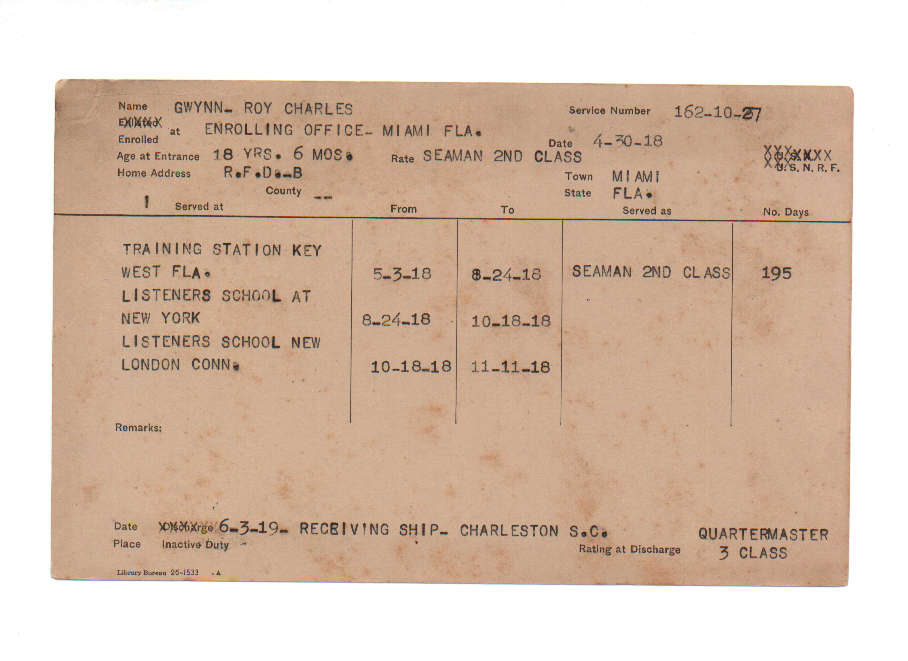 Name GWYNN- ROY CHARLES Service Number 162-10-27
Enrolled at ENROLLING OFFICE- MIAMI FLA. Date 4-30-18
Age at Entrance 18 YRS. 6 MOS. Rate SEAMAN 2ND CLASS U. S. N. R. F.
Home Address R.F.D.-B Town MIAMI
County -- State FLA.
1 Served at From To Served as No. Days
TRAINING STATION KEY
WEST FLA. 5-3-18 8-24-18 SEAMAN 2ND CLASS 195
LISTENERS SCHOOL AT
NEW YORK 8-24-18 10-18-18
LISTENERS SCHOOL NEW
LONDON CONN. 10-18-18 11-11-18
Remarks:
Date Discharge 6-3-19- RECEIVING SHIP- CHARLESTON S.C. QUARTERMASTER
Place Inactive Duty Rating at Discharge 3 CLASS
Library Bureau 26-1533 -A